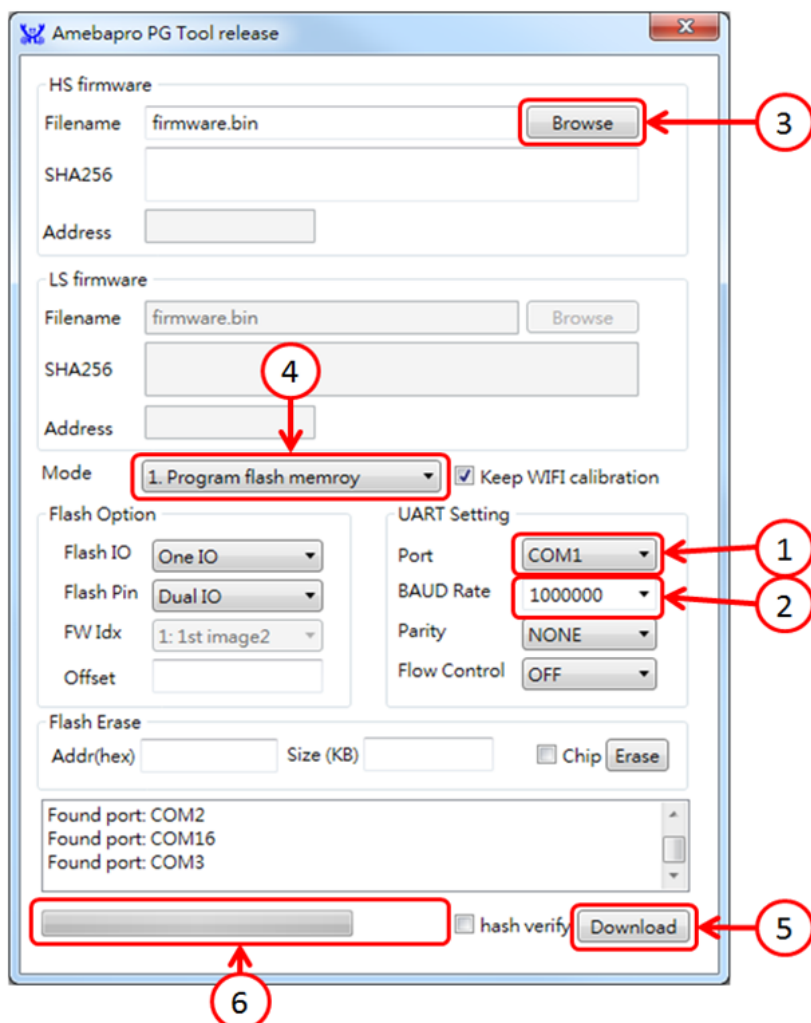 Amebapro PG Tool release
HS firmware
Filename firmware.bin Browse 3
SHA256
Address
LS firmware
Filename firmware.bin Browse
SHA256
4
Address
Mode 1. Program flash memroy Keep WIFI calibration
Flash Option UART Setting
Flash IO One IO Port COM1 1
Flash Pin Dual IO BAUD Rate 1000000 2
FW Idx 1: 1st image2 Parity NONE
Offset Flow Control OFF
Flash Erase
Addr(hex) Size (KB) Chip Erase
Found port: COM2
Found port: COM16
Found port: COM3
hash verify Download 5
6